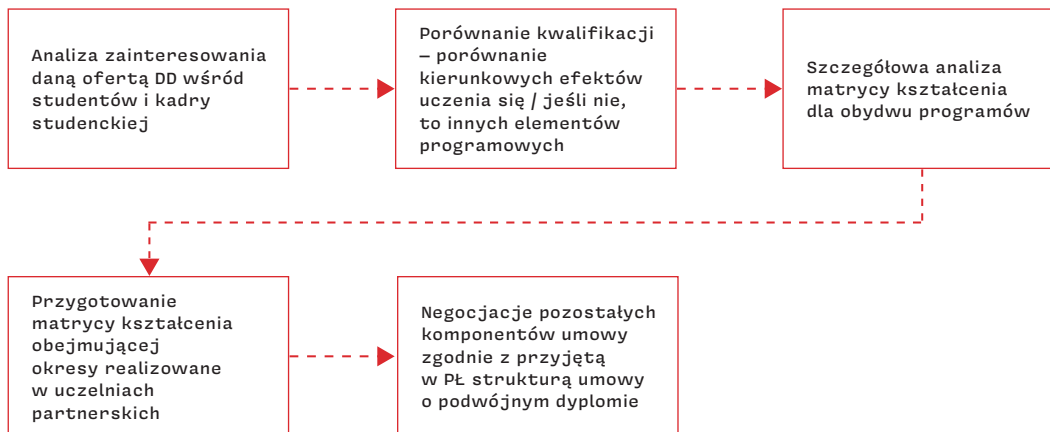 Analiza zainteresowania
daną ofertą DD wśród
studentów i kadry
studenckiej
Porównanie kwalifikacji
– porównanie
kierunkowych efektów
uczenia się / jeśli nie,
to innych elementów
programowych
Szczegółowa analiza
matrycy kształcenia
dla obydwu programów
Przygotowanie
matrycy kształcenia
obejmującej
okresy realizowane
w uczelniach
partnerskich
Negocjacje pozostałych
komponentów umowy
zgodnie z przyjętą
w PŁ strukturą umowy
o podwójnym dyplomie